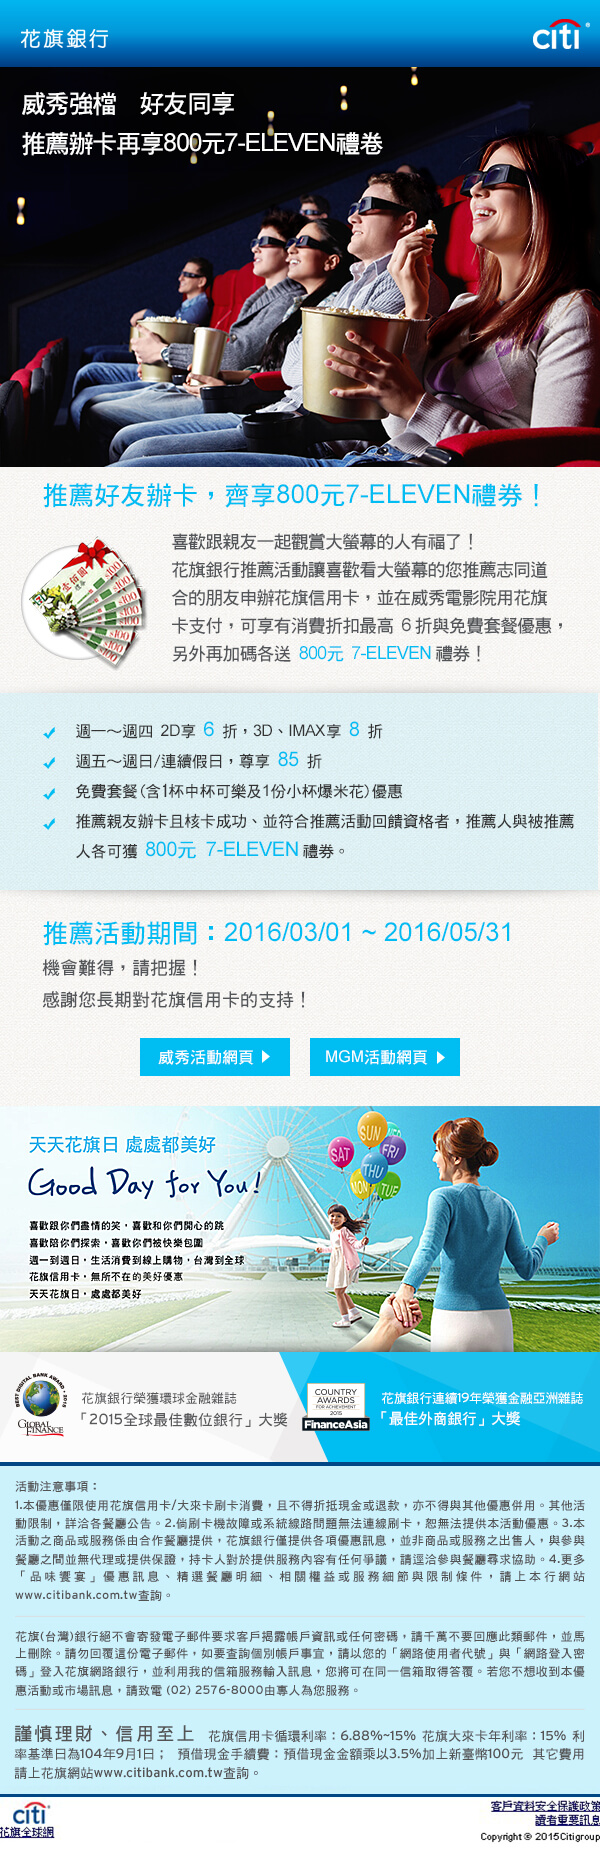 花旗銀行
citi
威秀強檔　好友同享
推薦辦卡再享800元7-ELEVEN禮卷
推薦好友辦卡，齊享800元7-ELEVEN禮券！
喜歡跟親友一起觀賞大螢幕的人有福了！
花旗銀行推薦活動讓喜歡看大螢幕的您推薦志同道
合的朋友申辦花旗信用卡，並在威秀電影院用花旗
卡支付，可享有消費折扣最高 6折與免費套餐優惠，
另外再加碼各送 800元 7-ELEVEN 禮券！
週一～週四 2D享 6 折，3D、IMAX享 8 折
週五～週日/連續假日，尊享 85 折
免費套餐(含1杯中杯可樂及1份小杯爆米花)優惠
推薦親友辦卡且核卡成功、並符合推薦活動回饋資格者，推薦人與被推薦
人各可獲 800元 7-ELEVEN 禮券。
推薦活動期間：2016/03/01 ~ 2016/05/31
機會難得，請把握！
感謝您長期對花旗信用卡的支持！
威秀活動網頁
MGM活動網頁
天天花旗日 處處都美好
Good Day for You!
SUN
SAT
FRI
THU
MON
TUE
喜歡跟你們盡情的笑，喜歡和你們開心的跳
喜歡陪你們探索，喜歡你們被快樂包圍
週一到週日，生活消費到線上購物，台灣到全球
花旗信用卡，無所不在的美好優惠
天天花旗日，處處都美好
BEST DIGITAL BANK AWARD
GLOBAL
FINANCE
花旗銀行榮獲環球金融雜誌
「2015全球最佳數位銀行」大獎
COUNTRY
AWARDS
FOR ACHIEVEMENT
2015
FinanceAsia
花旗銀行連續19年榮獲金融亞洲雜誌
「最佳外商銀行」大獎
活動注意事項：
1.本優惠僅限使用花旗信用卡/大來卡刷卡消費，且不得折抵現金或退款，亦不得與其他優惠併用。其他活
動限制，詳洽各餐廳公告。2.倘刷卡機故障或系統線路問題無法連線刷卡，恕無法提供本活動優惠。3.本
活動之商品或服務係由合作餐廳提供，花旗銀行僅提供各項優惠訊息，並非商品或服務之出售人，與參與
餐廳之間並無代理或提供保證，持卡人對於提供服務內容有任何爭議，請逕洽參與餐廳尋求協助。4.更多
「品味饗宴」優惠訊息、精選餐廳明細、相關權益或服務細節與限制條件，請上本行網站
www.citibank.com.tw查詢。
花旗(台灣)銀行絕不會寄發電子郵件要求客戶揭露帳戶資訊或任何密碼，請千萬不要回應此類郵件，並馬
上刪除。請勿回覆這份電子郵件，如要查詢個別帳戶事宜，請以您的「網路使用者代號」與「網路登入密
碼」登入花旗網路銀行，並利用我的信箱服務輸入訊息，您將可在同一信箱取得答覆。若您不想收到本優
惠活動或市場訊息，請致電 (02) 2576-8000由專人為您服務。
謹慎理財、信用至上　花旗信用卡循環利率：6.88%~15% 花旗大來卡年利率：15% 利
率基準日為104年9月1日； 預借現金手續費：預借現金金額乘以3.5%加上新臺幣100元 其它費用
請上花旗網站www.citibank.com.tw查詢。
citi
花旗全球網
客戶資料安全保護政策
讀者重要訊息
Copyright © 2015Citigroup